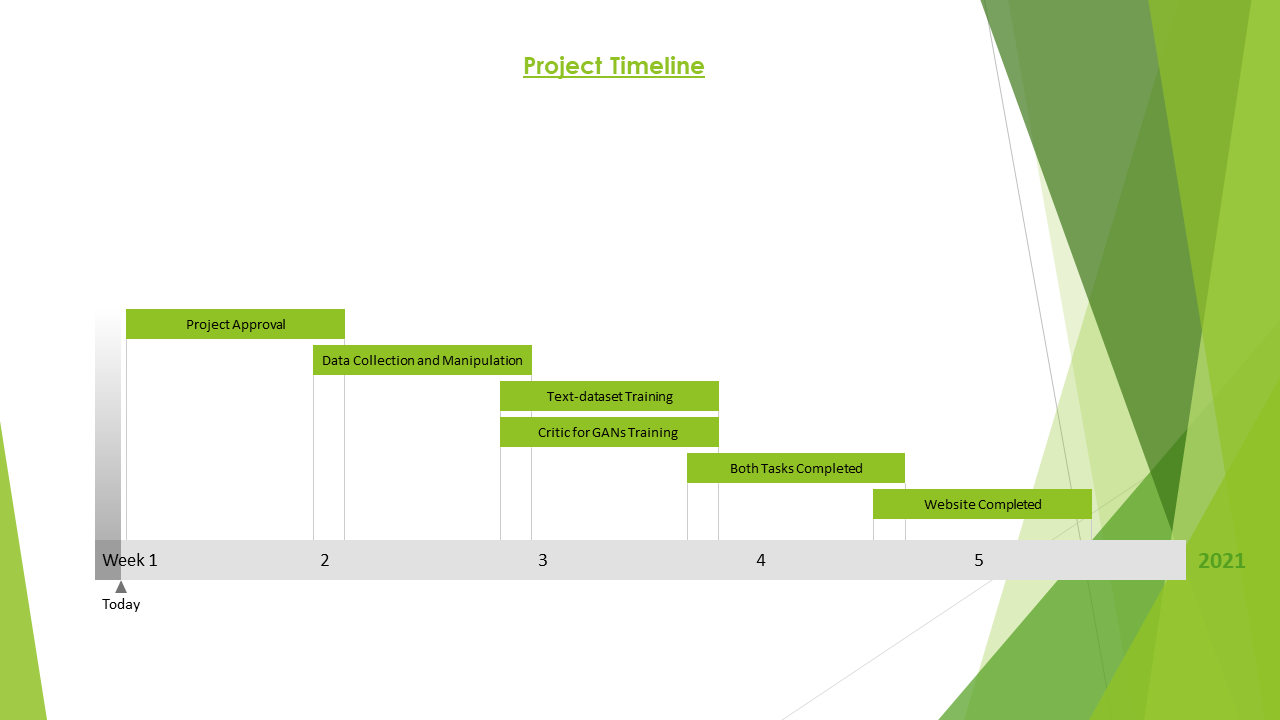 Project Timeline
Project Approval
Data Collection and Manipulation
Text-dataset Training
Critic for GANs Training
Both Tasks Completed
Website Completed
Week 1 2 3 4 5 2021
Today